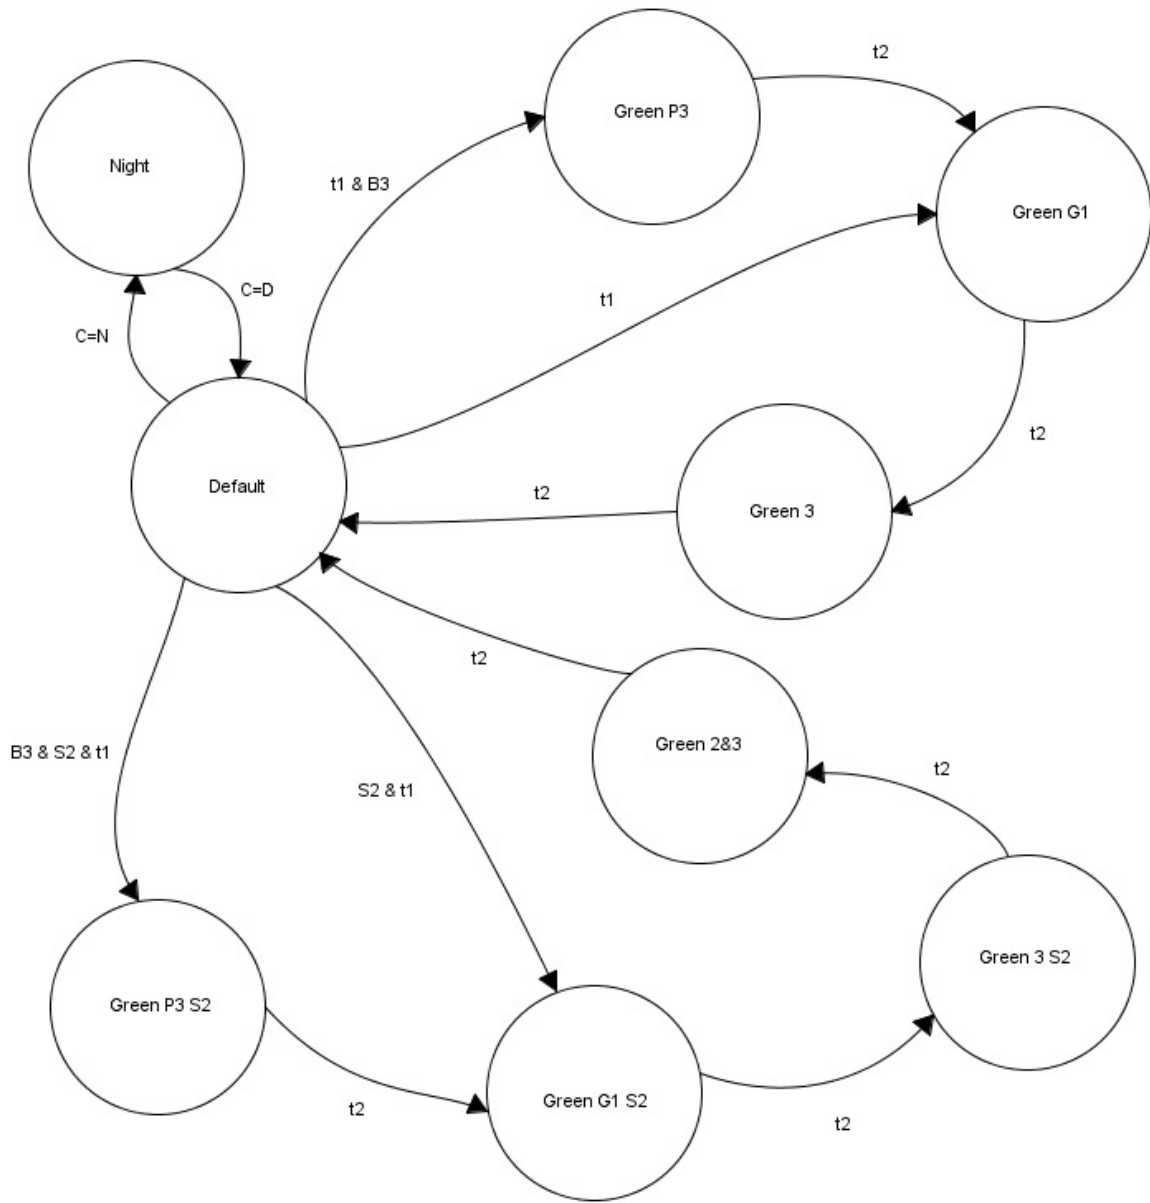 t2
Green P3
Night
t1 & B3
Green G1
C=D
t1
C=N
t2
Default
t2
Green 3
t2
Green 2&3
B3 & S2 & t1
t2
S2 & t1
Green 3 S2
Green P3 S2
Green G1 S2
t2
t2